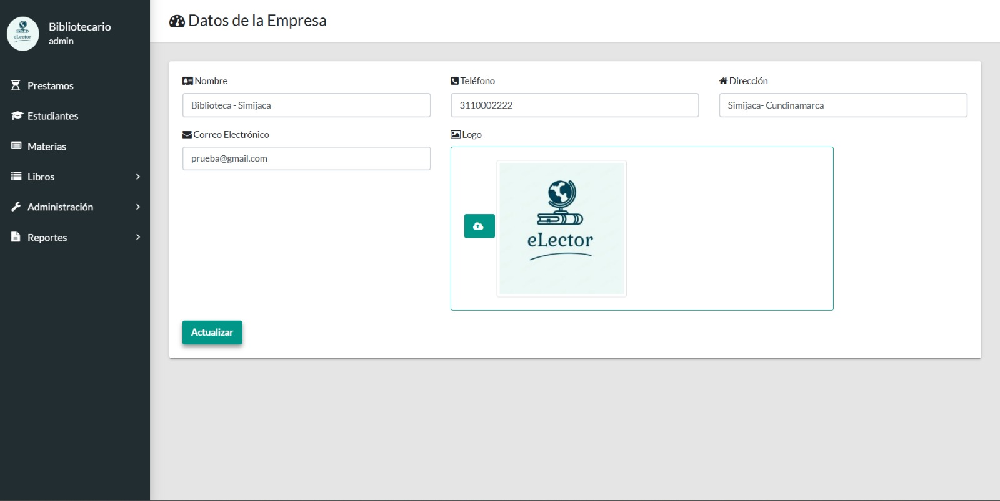 Bibliotecario
admin
eLector
Prestamos
Estudiantes
Materias
Libros
Administración
Reportes
Datos de la Empresa
Nombre
Teléfono
Dirección
Biblioteca - Simijaca
3110002222
Simijaca- Cundinamarca
Correo Electrónico
Logo
prueba@gmail.com
eLector
Actualizar